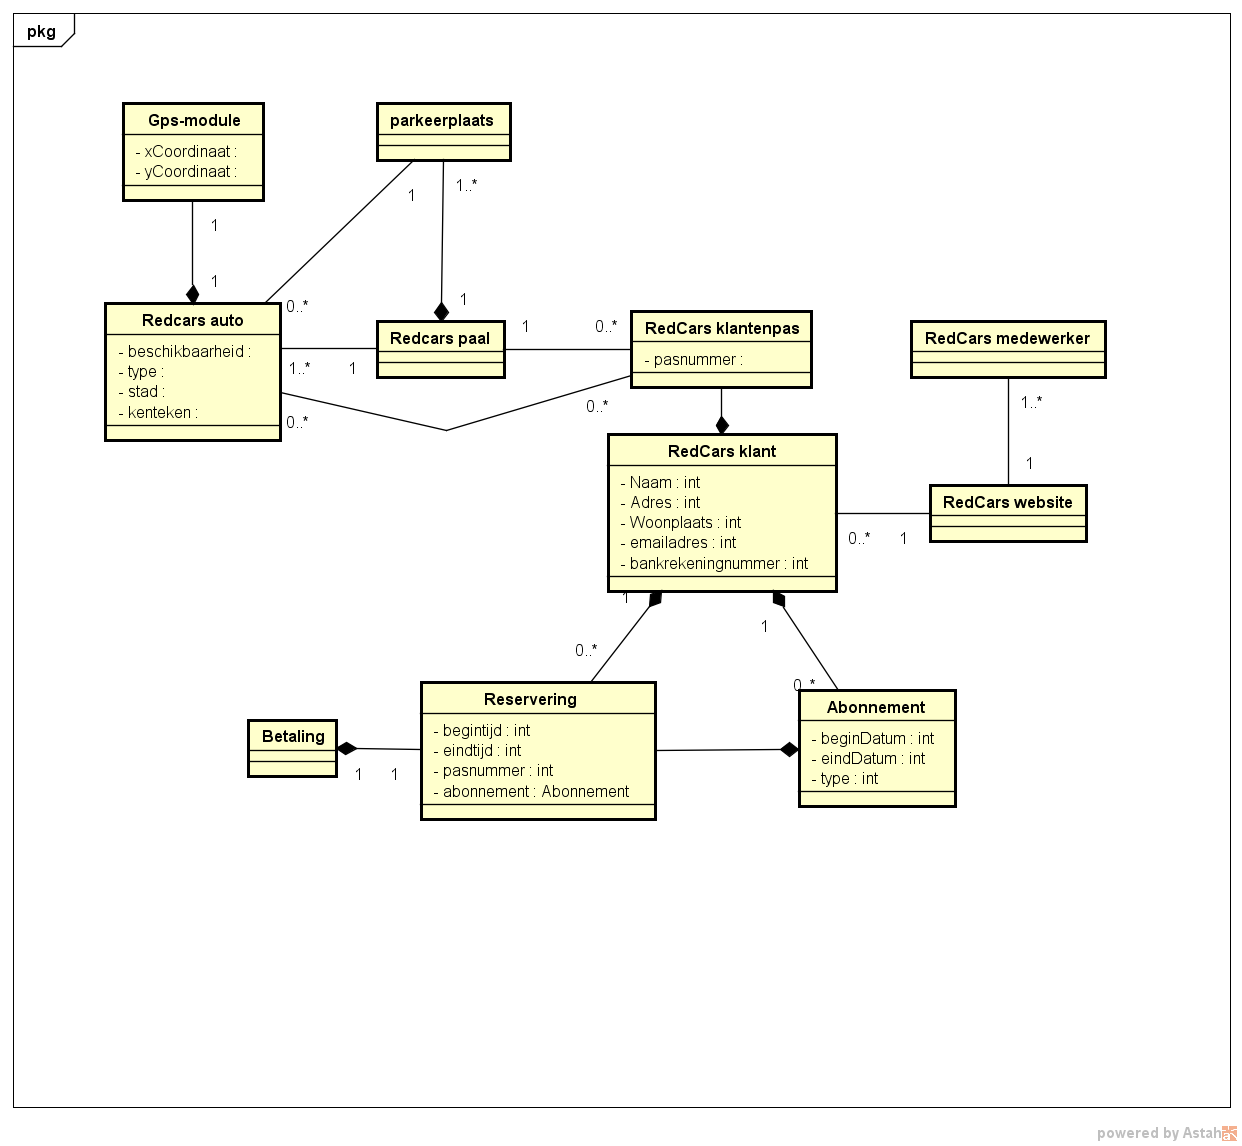 pkg
Gps-module
- xCoordinaat :
- yCoordinaat :
parkeerplaats
1
1..*
1
1
1
0..*
Redcars auto
- beschikbaarheid :
- type :
- stad :
- kenteken :
1..*
1
0..*
Redcars paal
1
0..*
0..*
RedCars klantenpas
- pasnummer :
RedCars medewerker
1..*
1
RedCars klant
- Naam : int
- Adres : int
- Woonplaats : int
- emailadres : int
- bankrekeningnummer : int
0..*
1
RedCars website
1
0..*
1
0..*
Betaling
1
1
Reservering
- begintijd : int
- eindtijd : int
- pasnummer : int
- abonnement : Abonnement
Abonnement
- beginDatum : int
- eindDatum : int
- type : int
powered by Astah